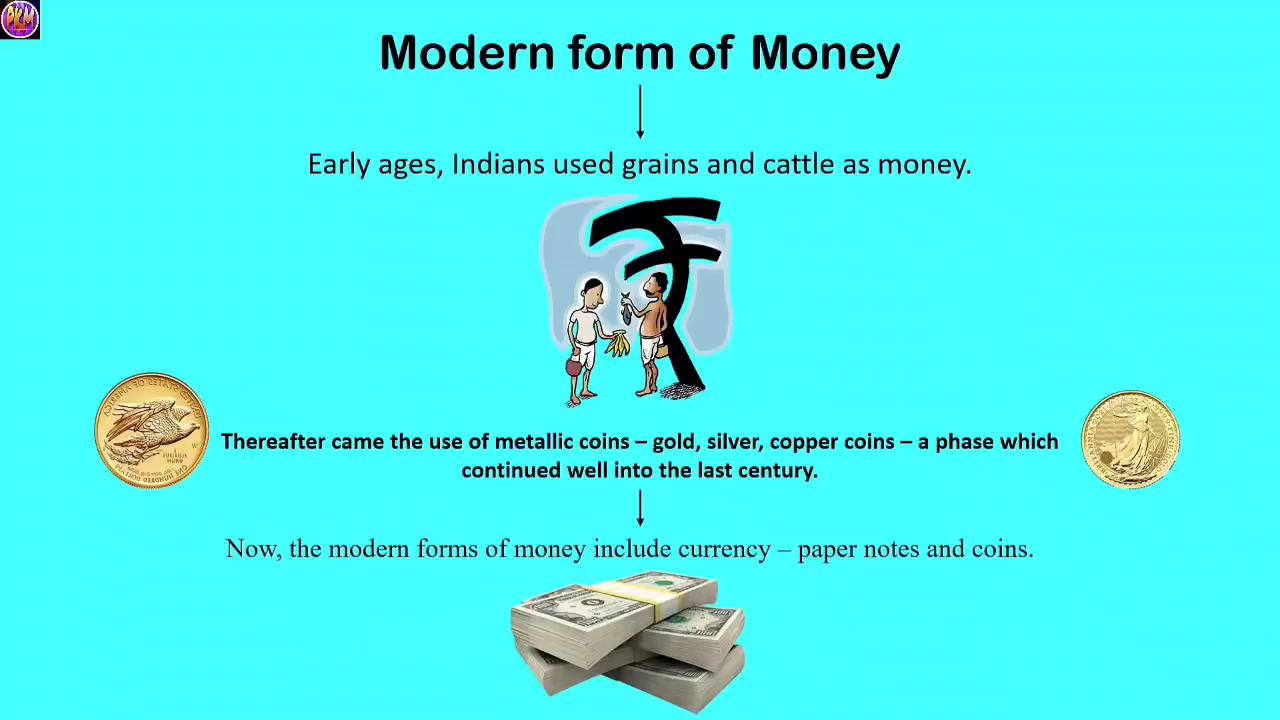 PKM
Modern form of Money
Early ages, Indians used grains and cattle as money.
Thereafter came the use of metallic coins – gold, silver, copper coins – a phase which
continued well into the last century.
Now, the modern forms of money include currency – paper notes and coins.